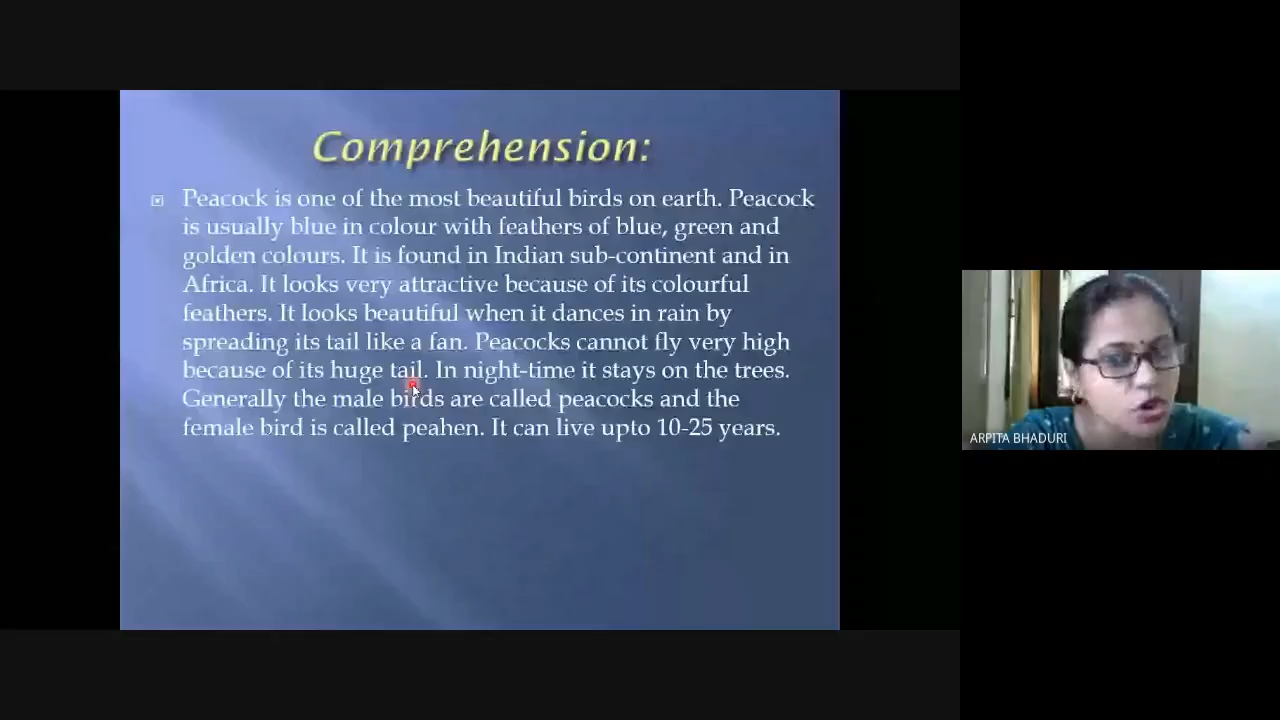 Comprehension:
Peacock is one of the most beautiful birds on earth. Peacock
is usually blue in colour with feathers of blue, green and
golden colours. It is found in Indian sub-continent and in
Africa. It looks very attractive because of its colourful
feathers. It looks beautiful when it dances in rain by
spreading its tail like a fan. Peacocks cannot fly very high
because of its huge tail. In night-time it stays on the trees.
Generally the male birds are called peacocks and the
female bird is called peahen. It can live upto 10-25 years.
ARPITA BHADURI